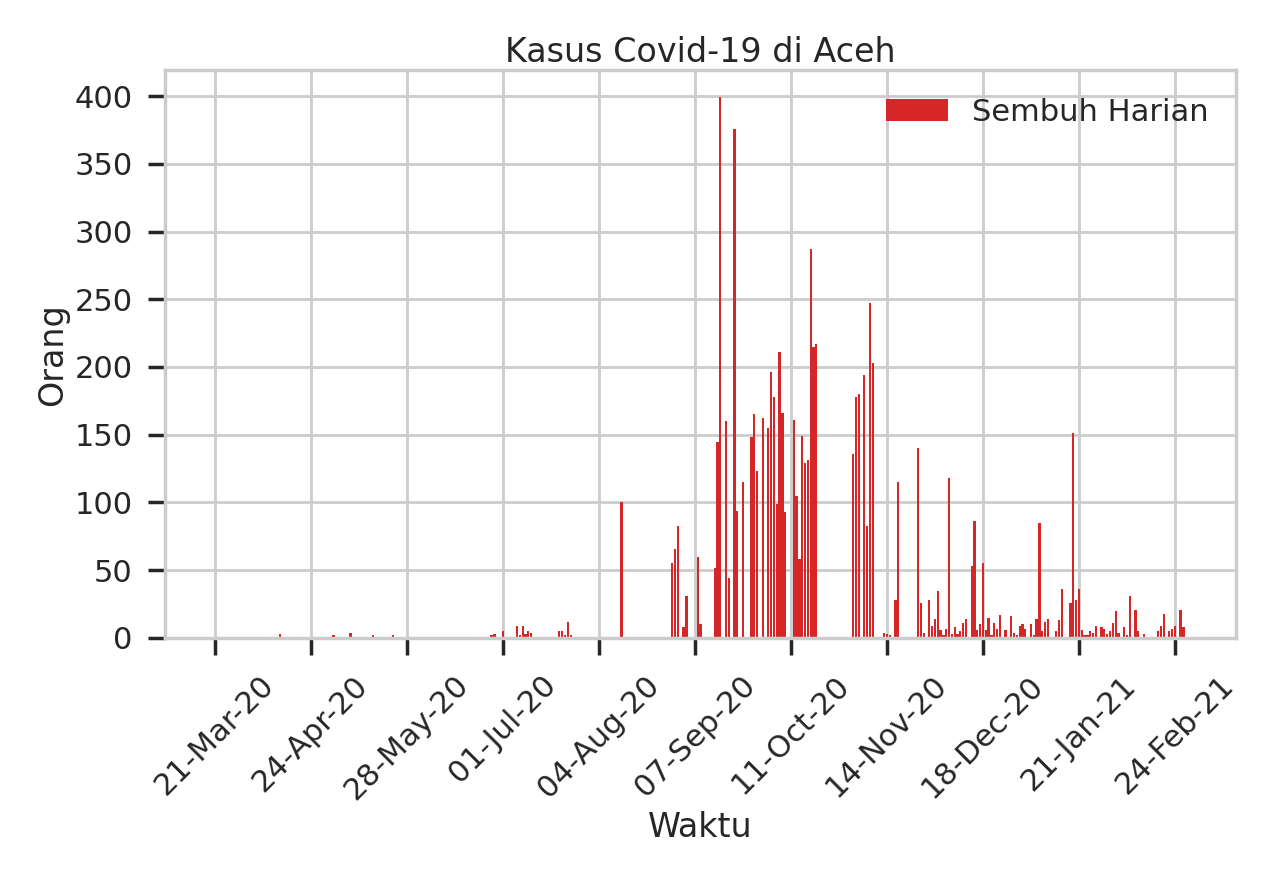 Kasus Covid-19 di Aceh
Sembuh Harian
400
350
300
250
200
150
100
50
0
Orang
21-Mar-20
24-Apr-20
28-May-20
01-Jul-20
04-Aug-20
07-Sep-20
11-Oct-20
14-Nov-20
18-Dec-20
21-Jan-21
24-Feb-21
Waktu